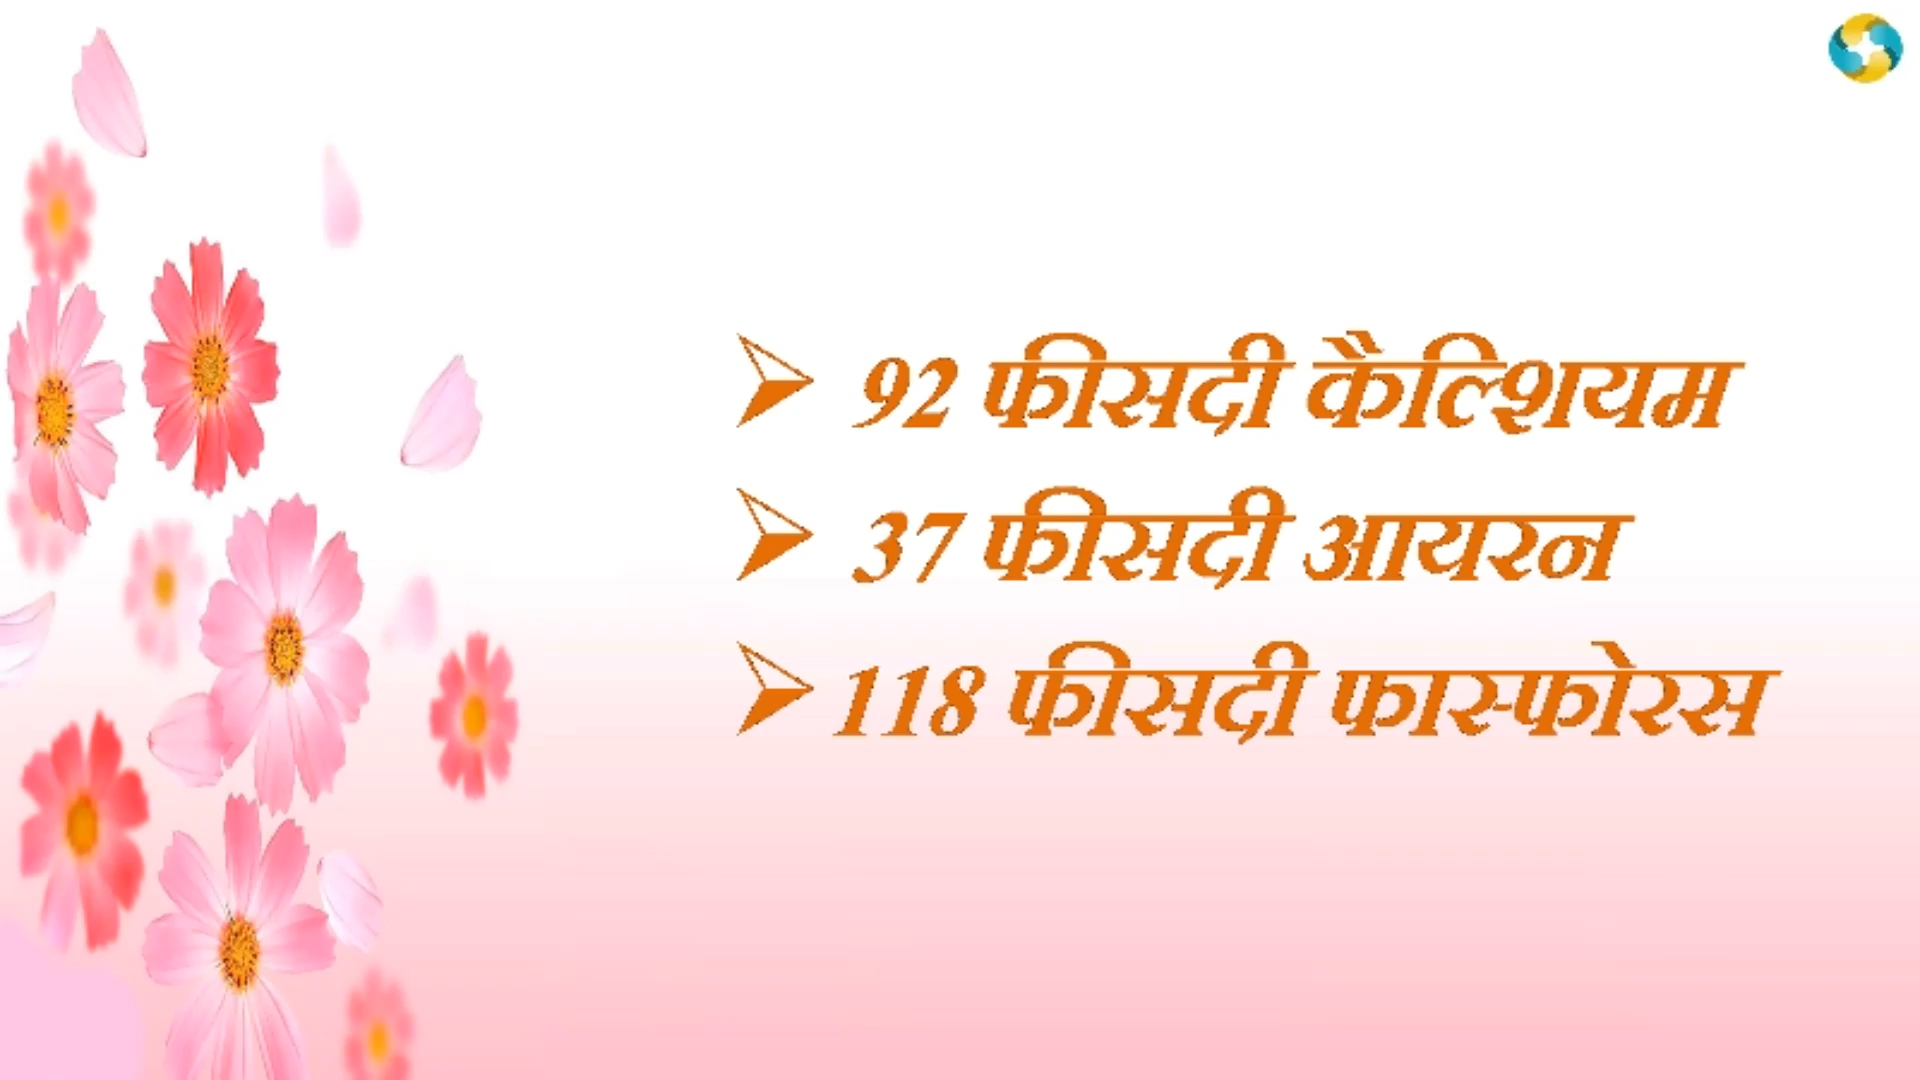 92 फीसदी कैल्शियम
37 फीसदी आयरन
118 फीसदी फास्फोरस